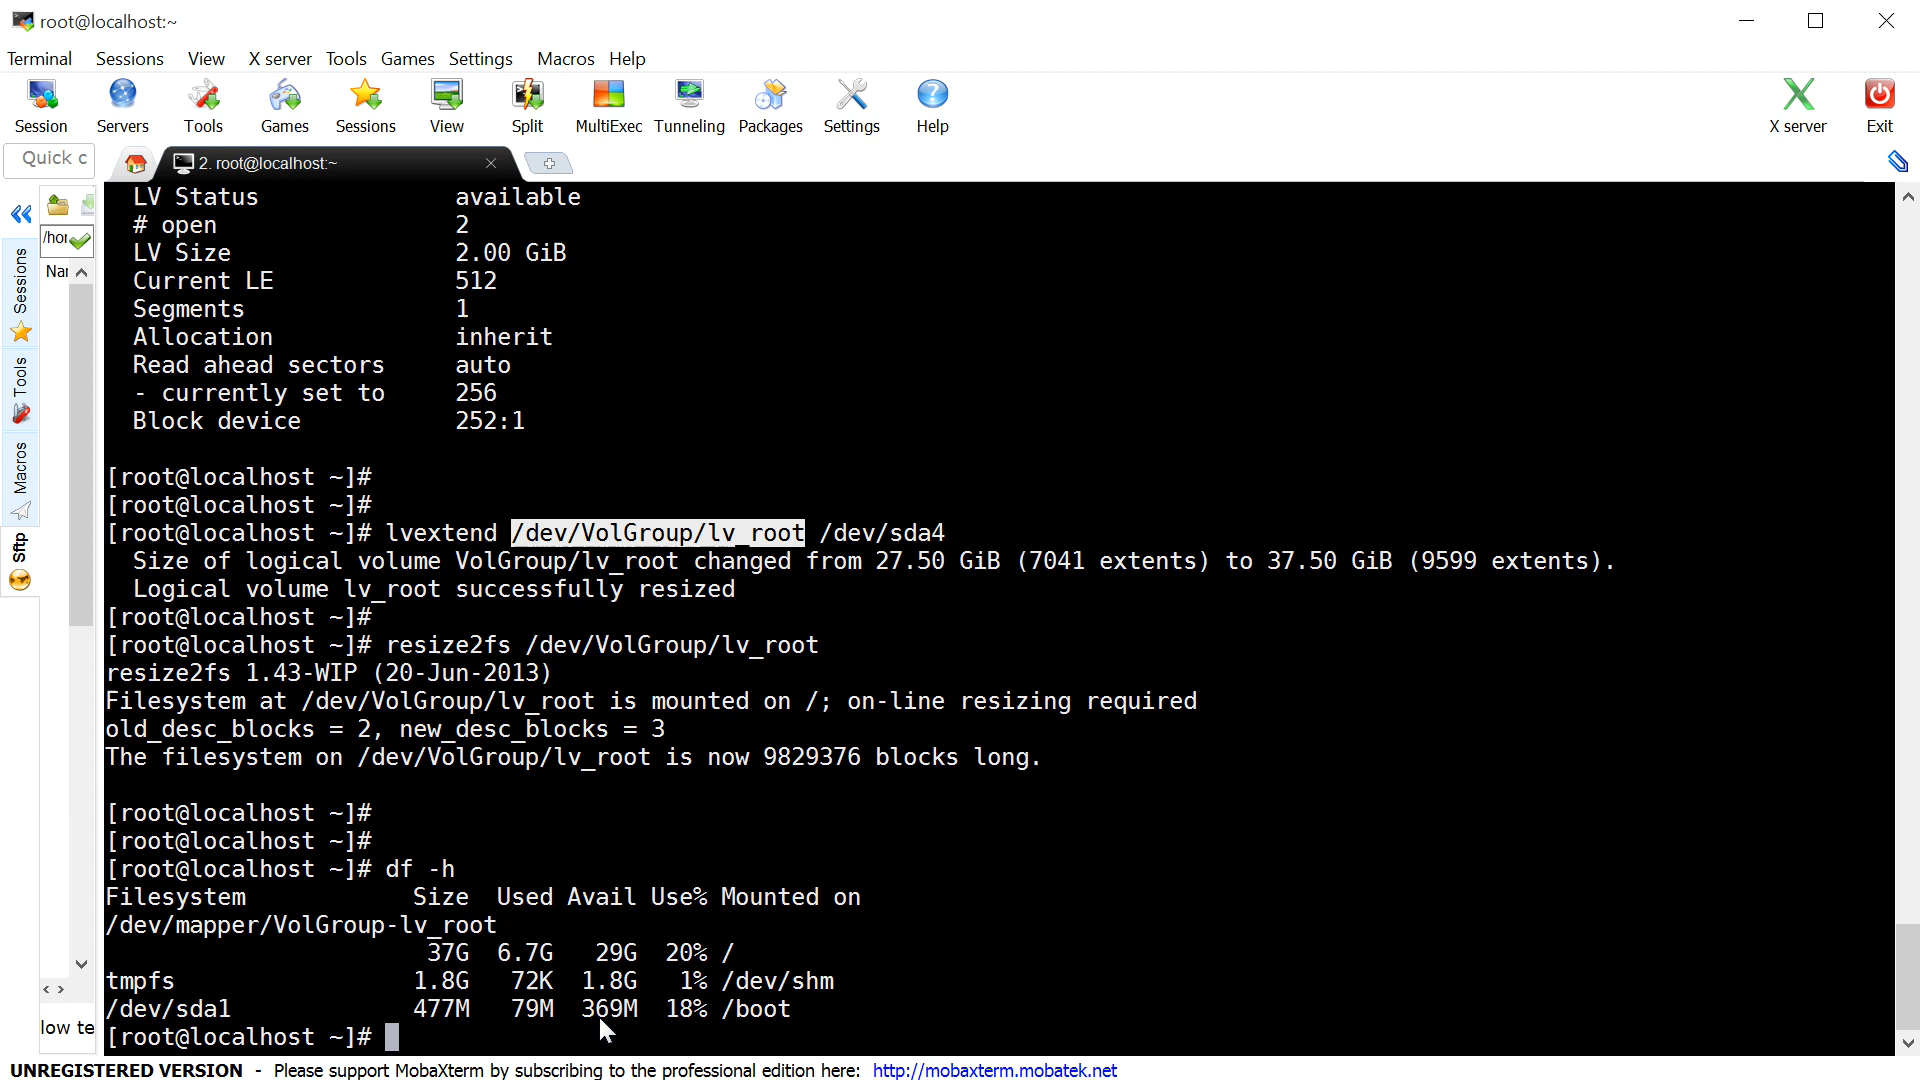 root@localhost:~
Terminal Sessions View X server Tools Games Settings Macros Help
Session Servers Tools Games Sessions View Split MultiExec Tunneling Packages Settings Help X server Exit
Quick c
2. root@localhost:~
/hor
Nar
Sessions
Tools
Macros
Sftp
low te
LV Status available
# open 2
LV Size 2.00 GiB
Current LE 512
Segments 1
Allocation inherit
Read ahead sectors auto
- currently set to 256
Block device 252:1
[root@localhost ~]#
[root@localhost ~]#
[root@localhost ~]# lvextend /dev/VolGroup/lv_root /dev/sda4
Size of logical volume VolGroup/lv_root changed from 27.50 GiB (7041 extents) to 37.50 GiB (9599 extents).
Logical volume lv_root successfully resized
[root@localhost ~]#
[root@localhost ~]# resize2fs /dev/VolGroup/lv_root
resize2fs 1.43-WIP (20-Jun-2013)
Filesystem at /dev/VolGroup/lv_root is mounted on /; on-line resizing required
old_desc_blocks = 2, new_desc_blocks = 3
The filesystem on /dev/VolGroup/lv_root is now 9829376 blocks long.
[root@localhost ~]#
[root@localhost ~]#
[root@localhost ~]# df -h
Filesystem Size Used Avail Use% Mounted on
/dev/mapper/VolGroup-lv_root
37G 6.7G 29G 20% /
tmpfs 1.8G 72K 1.8G 1% /dev/shm
/dev/sda1 477M 79M 369M 18% /boot
[root@localhost ~]#
UNREGISTERED VERSION - Please support MobaXterm by subscribing to the professional edition here: http://mobaxterm.mobatek.net